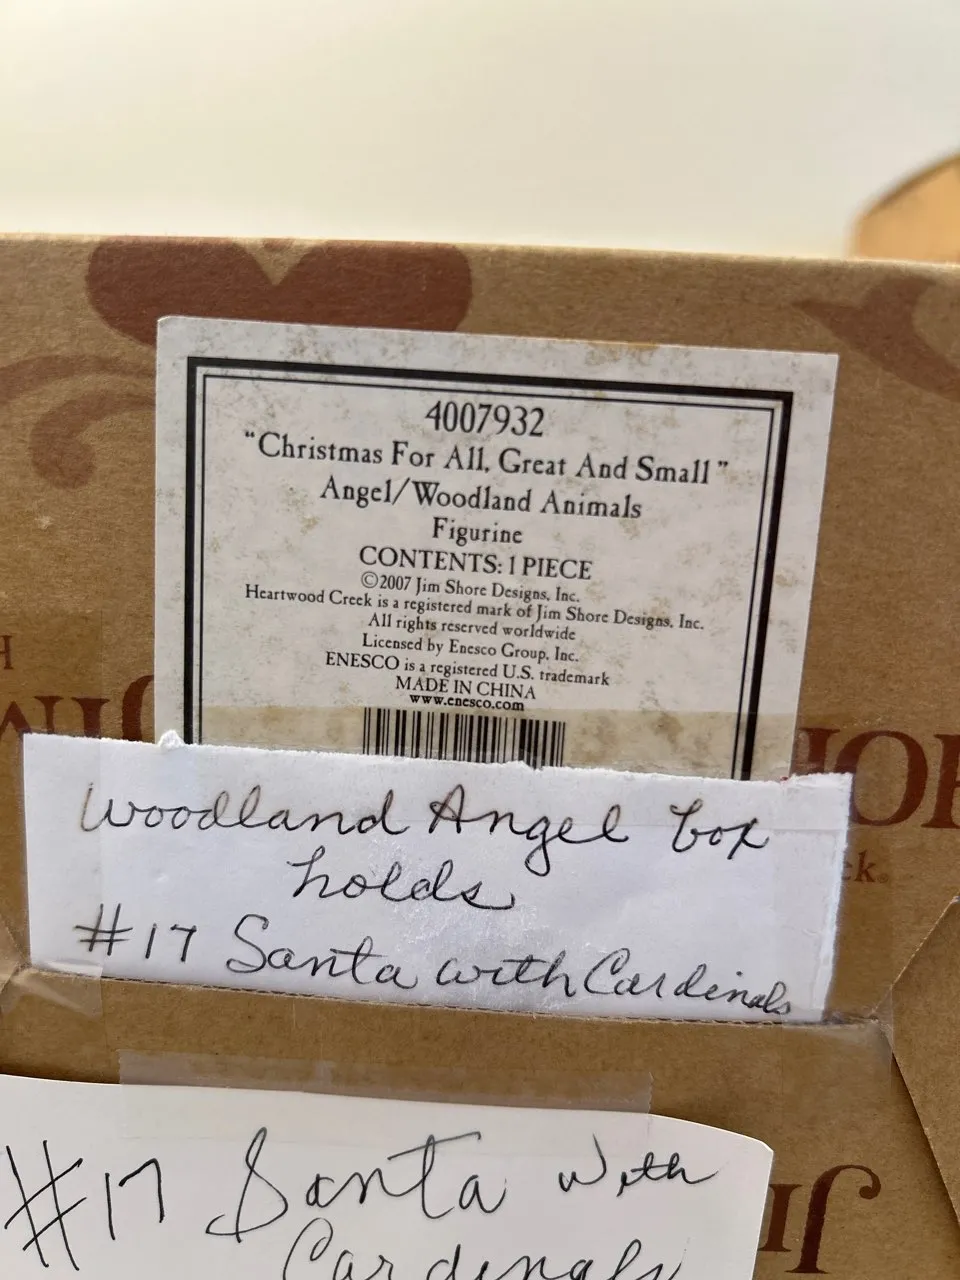 4007932
"Christmas For All, Great And Small"
Angel/Woodland Animals
Figurine
CONTENTS: 1 PIECE
©2007 Jim Shore Designs, Inc.
Heartwood Creek is a registered mark of Jim Shore Designs, Inc.
All rights reserved worldwide
Licensed by Enesco Group, Inc.
ENESCO is a registered U.S. trademark
MADE IN CHINA
www.enesco.com
Woodland Angel box
holds
#17 Santa with Cardinals
#17 Santa with
Cardinals